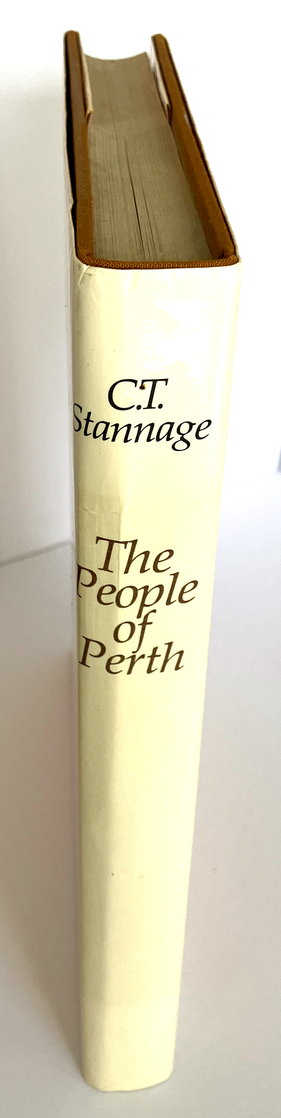 C.T.
Stannage
The
People
of
Perth